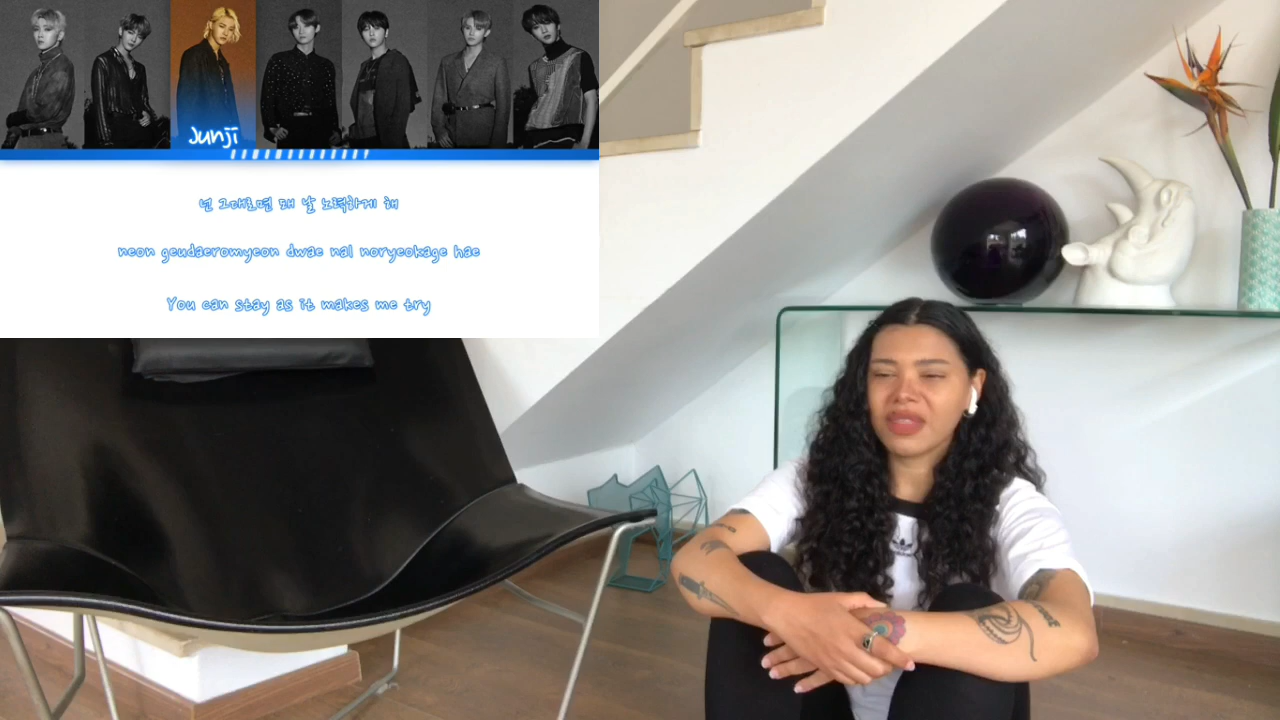 Junji
넌 그대로면 돼 날 노력하게 해
neon geudaeromyeon dwae nal noryeokage hae
You can stay as it makes me try